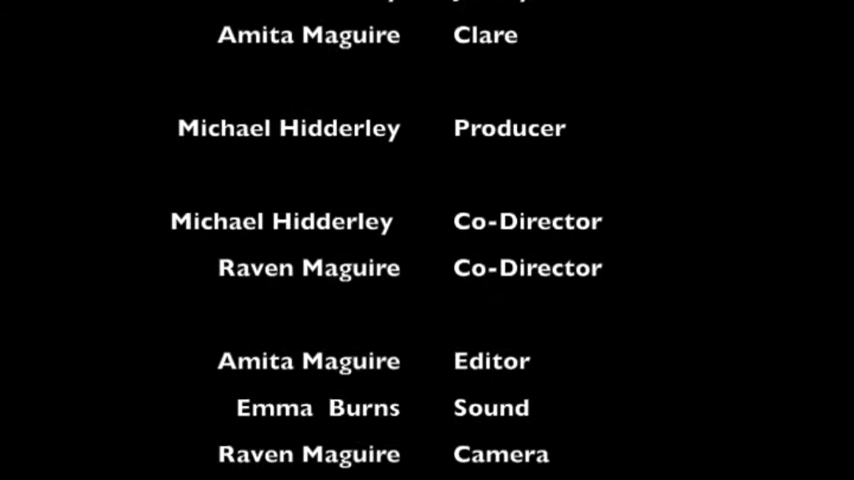 Amita Maguire Clare
Michael Hidderley Producer
Michael Hidderley Co-Director
Raven Maguire Co-Director
Amita Maguire Editor
Emma Burns Sound
Raven Maguire Camera